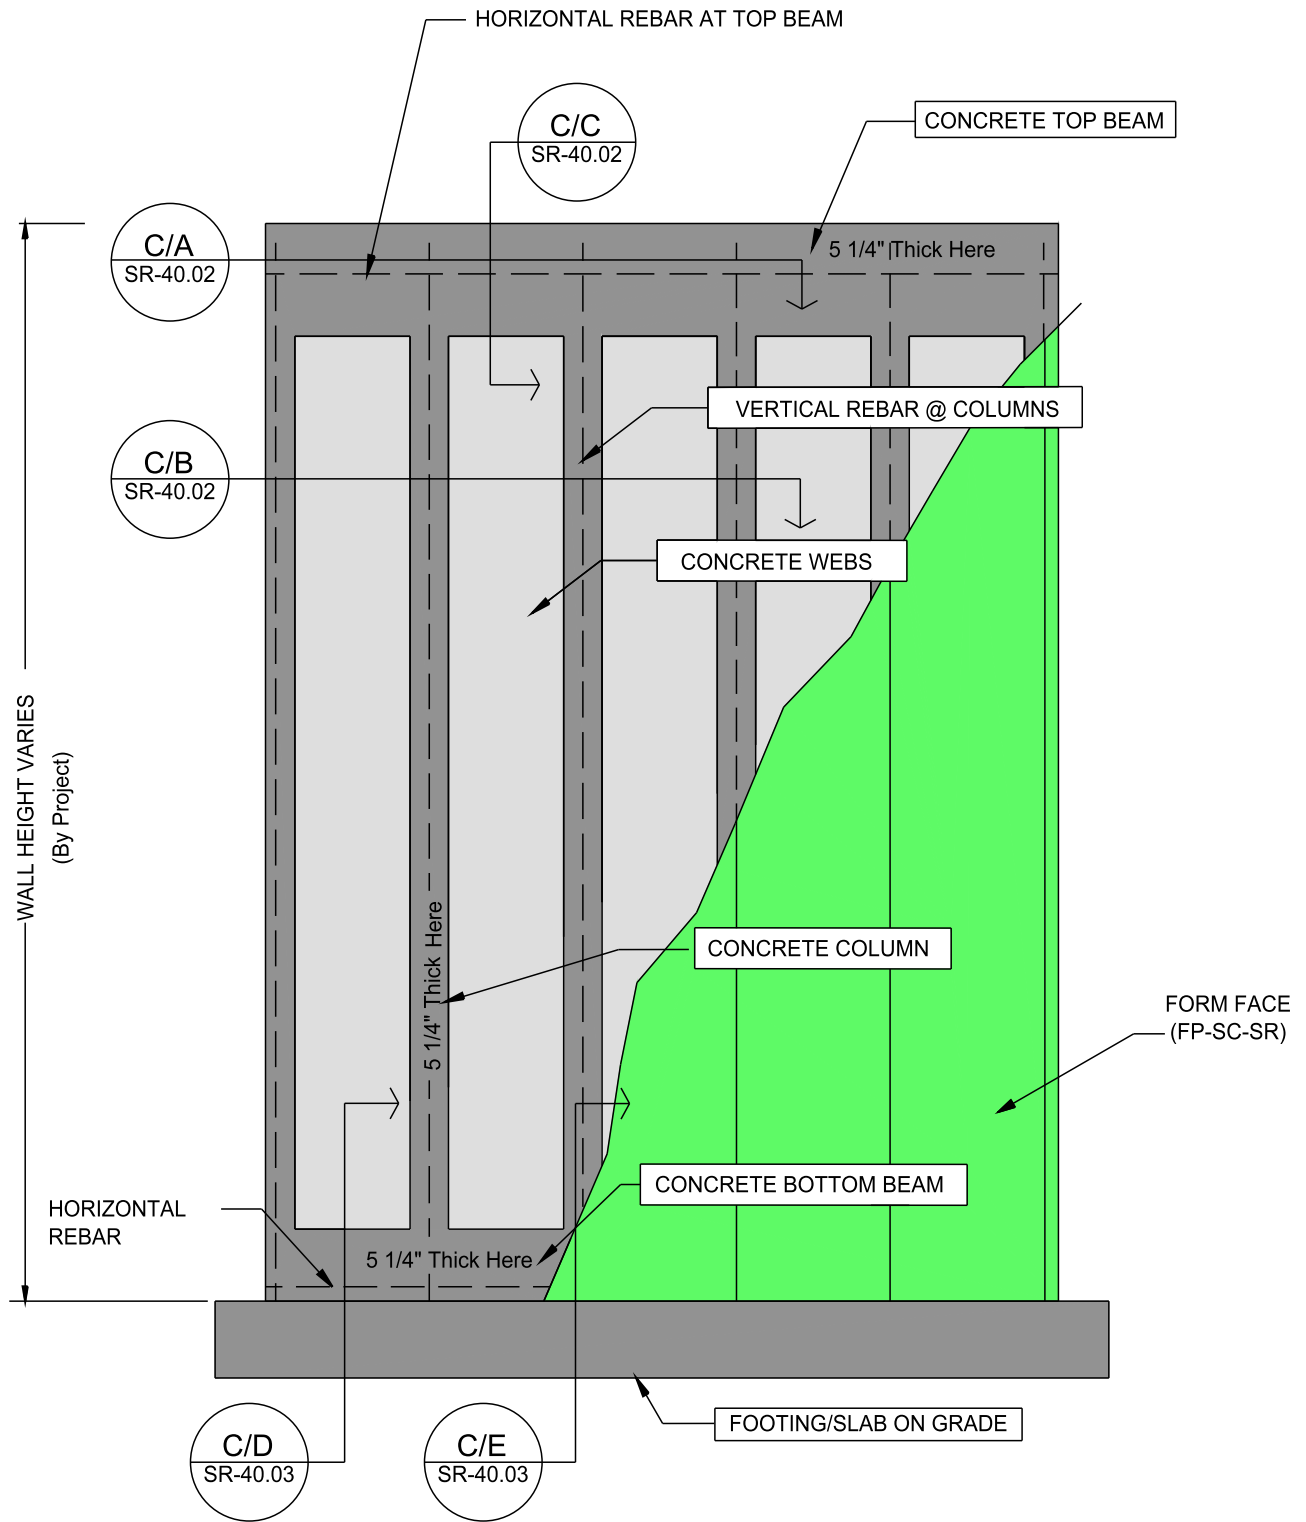 HORIZONTAL REBAR AT TOP BEAM
C/C
SR-40.02
CONCRETE TOP BEAM
C/A
SR-40.02
5 1/4" Thick Here
VERTICAL REBAR @ COLUMNS
C/B
SR-40.02
CONCRETE WEBS
WALL HEIGHT VARIES
(By Project)
5 1/4" Thick Here
CONCRETE COLUMN
FORM FACE
(FP-SC-SR)
CONCRETE BOTTOM BEAM
HORIZONTAL
REBAR
5 1/4" Thick Here
FOOTING/SLAB ON GRADE
C/D
SR-40.03
C/E
SR-40.03